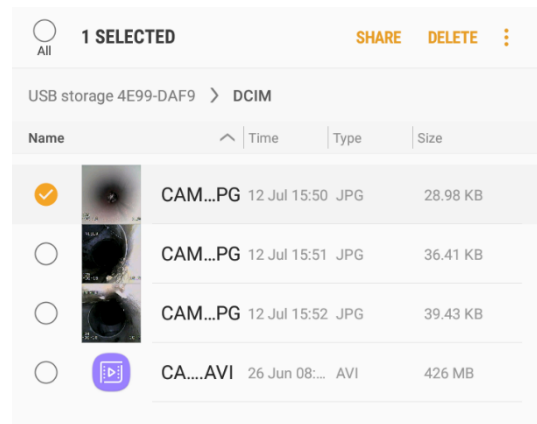 All 1 SELECTED SHARE DELETE
USB storage 4E99-DAF9 > DCIM
Name Time Type Size
CAM...PG 12 Jul 15:50 JPG 28.98 KB
CAM...PG 12 Jul 15:51 JPG 36.41 KB
CAM...PG 12 Jul 15:52 JPG 39.43 KB
CA....AVI 26 Jun 08:... AVI 426 MB